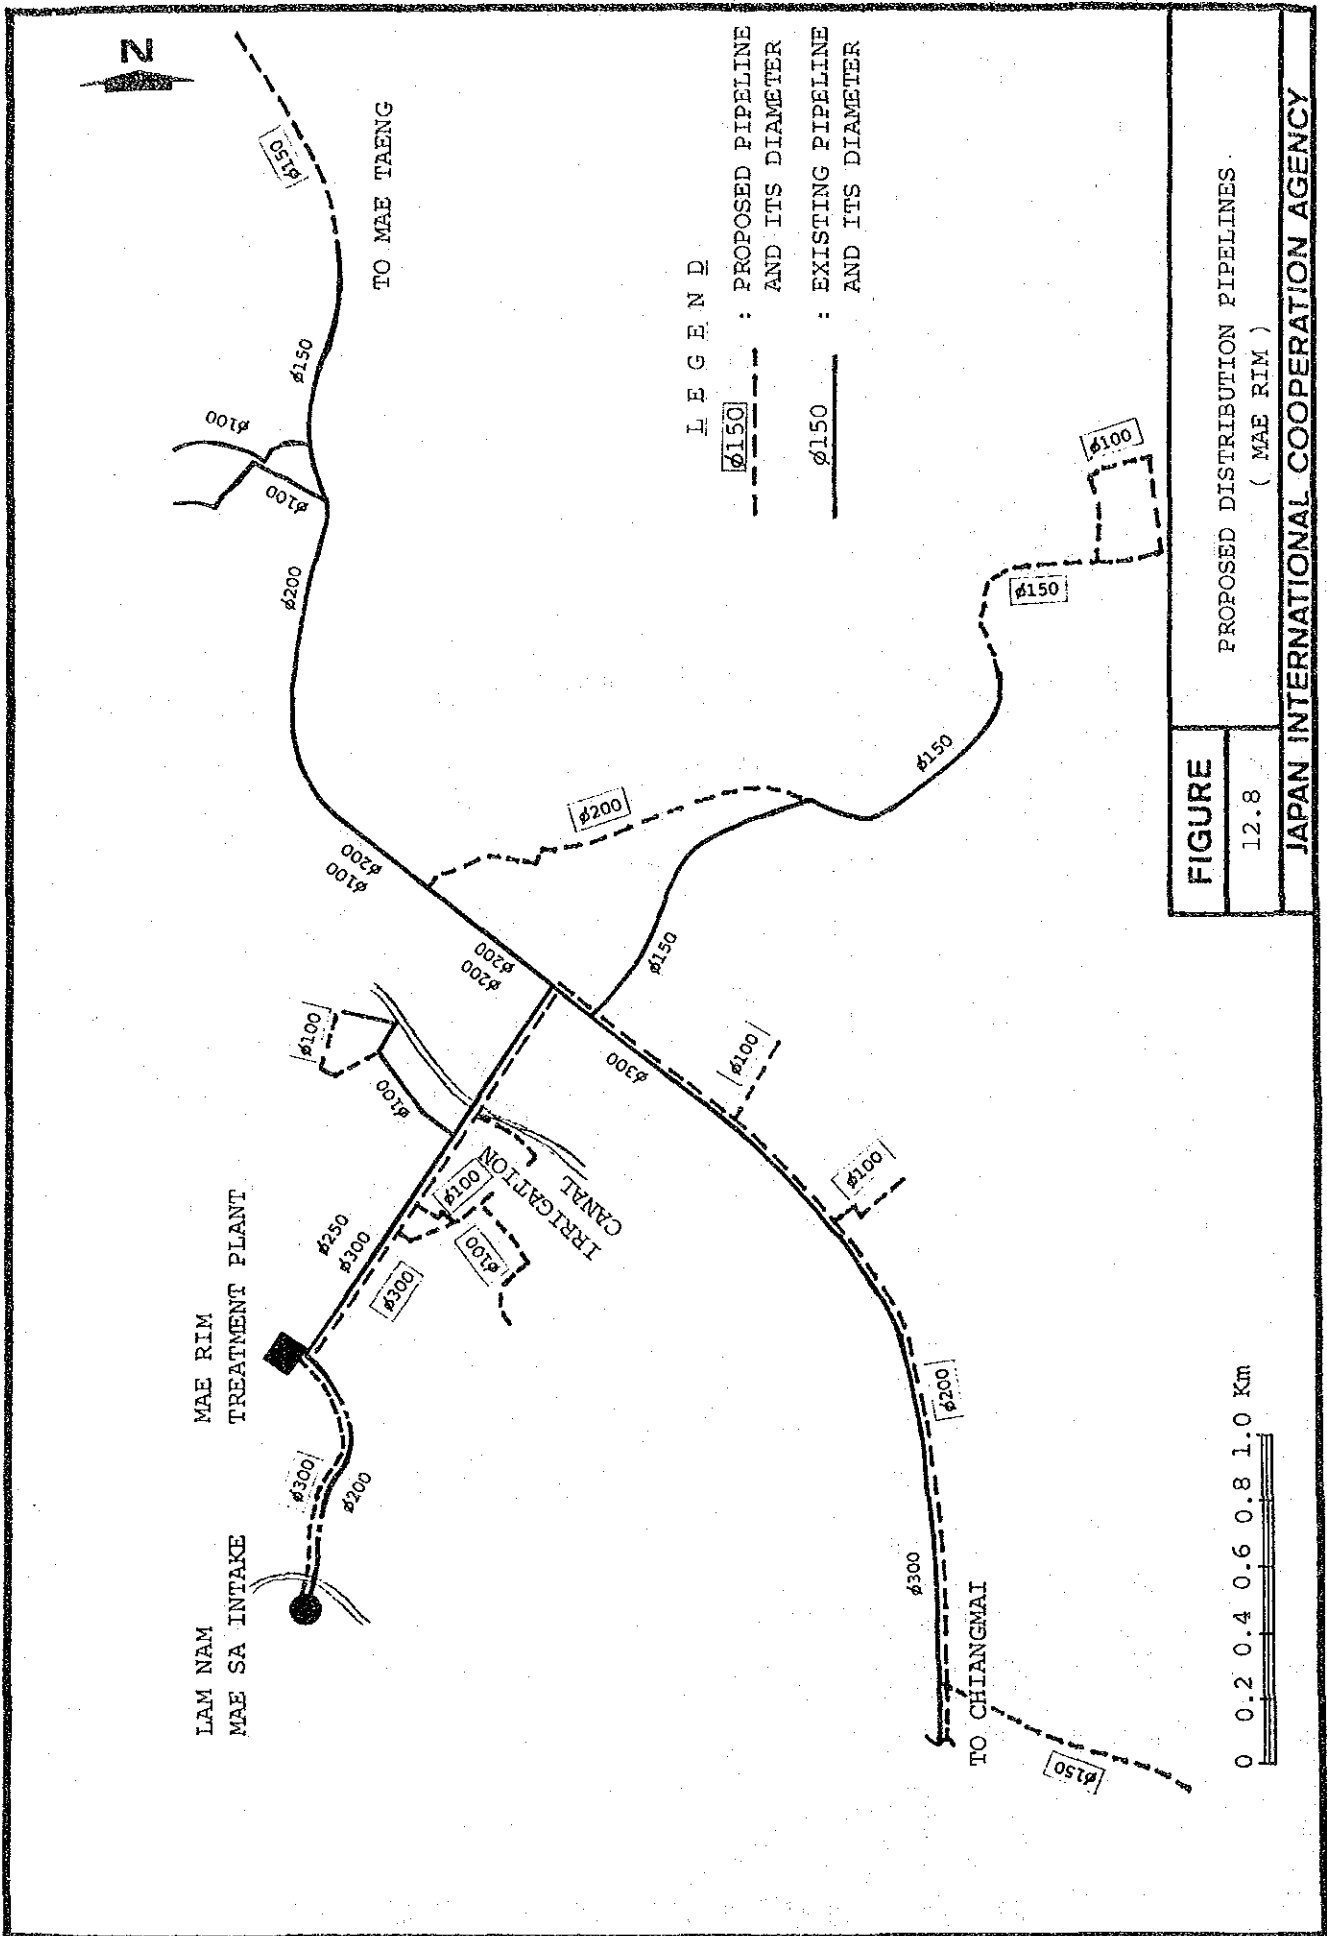 N
LAM NAM
MAE SA INTAKE
MAE RIM
TREATMENT PLANT
ø300
ø200
ø250
ø300
ø300
ø100
ø100
IRRIGATION
CANAL
ø100
ø100
ø200
ø200
ø100
ø200
ø200
ø100
ø100
ø150
ø150
TO MAE TAENG
ø200
ø150
ø150
ø150
ø100
ø300
ø100
ø100
ø200
ø300
TO CHIANGMAI
ø150
LEGEND
ø150 : PROPOSED PIPELINE
AND ITS DIAMETER
ø150 : EXISTING PIPELINE
AND ITS DIAMETER
0 0.2 0.4 0.6 0.8 1.0 Km
FIGURE
12.8
PROPOSED DISTRIBUTION PIPELINES.
( MAE RIM )
JAPAN INTERNATIONAL COOPERATION AGENCY